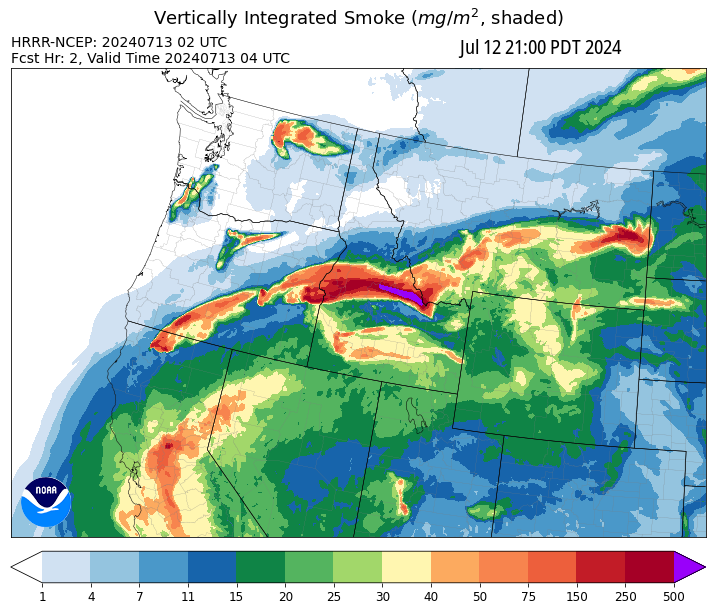 Vertically Integrated Smoke (mg/m², shaded)
HRRR-NCEP: 20240713 02 UTC
Jul 12 21:00 PDT 2024
Fcst Hr: 2, Valid Time 20240713 04 UTC
NOAA
1 4 7 11 15 20 25 30 40 50 75 150 250 500